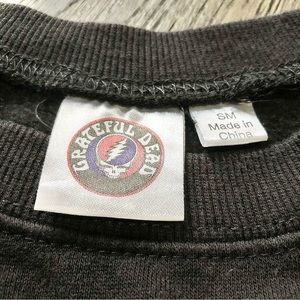 GRATEFUL DEAD
SM
Made in
China